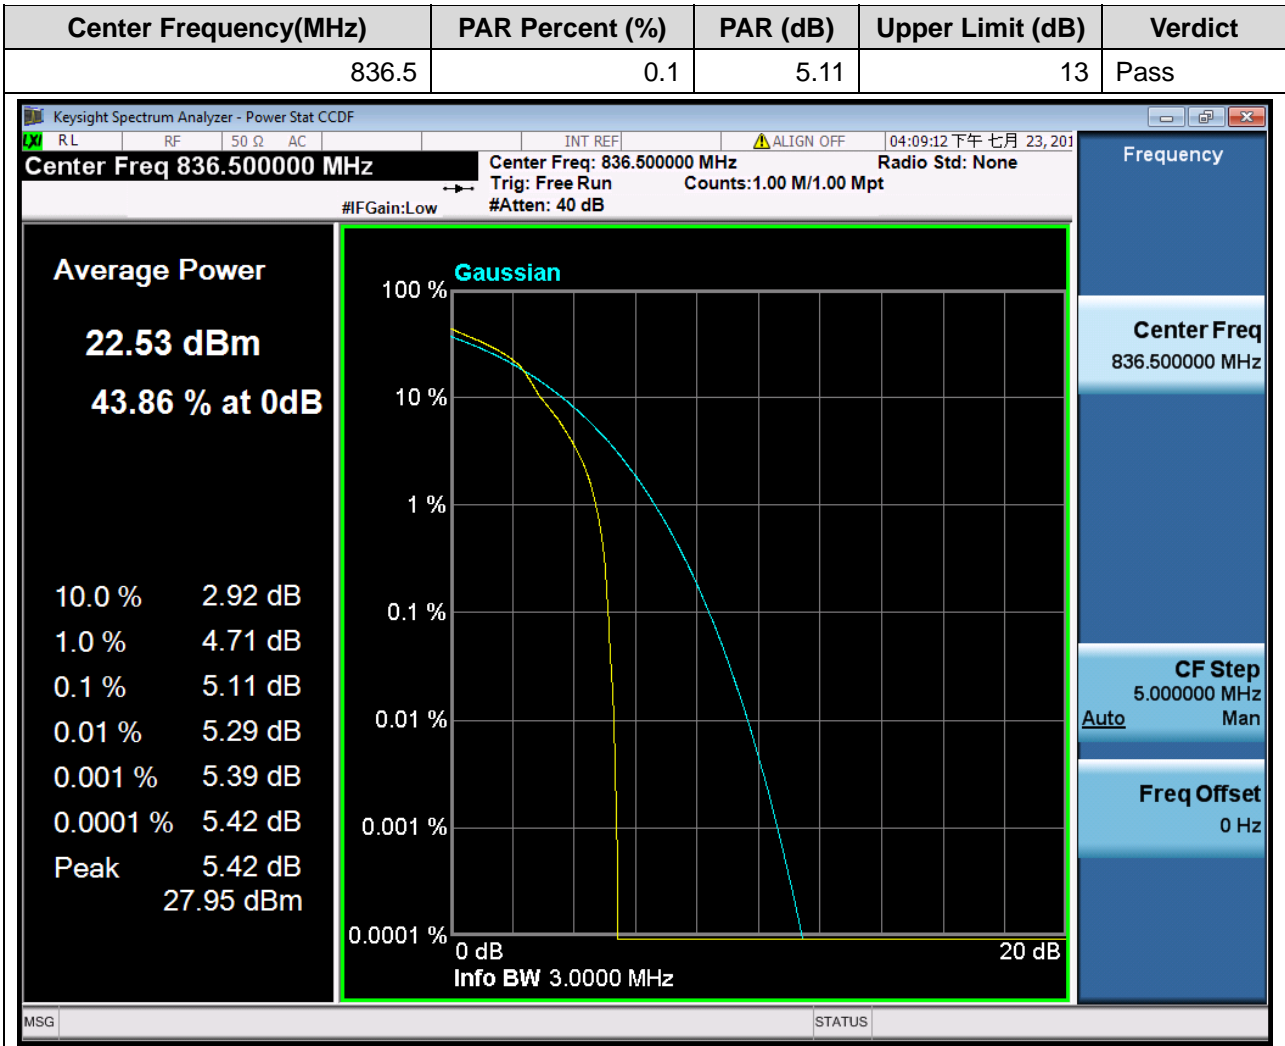 Center Frequency(MHz) PAR Percent (%) PAR (dB) Upper Limit (dB) Verdict
836.5 0.1 5.11 13 Pass
Keysight Spectrum Analyzer - Power Stat CCDF
LXI RL RF 50 Ω AC INT REF ALIGN OFF 04:09:12 下午 七月 23, 201
Center Freq 836.500000 MHz
Center Freq: 836.500000 MHz Radio Std: None
Trig: Free Run Counts:1.00 M/1.00 Mpt
#IFGain:Low #Atten: 40 dB
Frequency
Average Power
22.53 dBm
43.86 % at 0dB
10.0 % 2.92 dB
1.0 % 4.71 dB
0.1 % 5.11 dB
0.01 % 5.29 dB
0.001 % 5.39 dB
0.0001 % 5.42 dB
Peak 5.42 dB
27.95 dBm
Gaussian
100 %
10 %
1 %
0.1 %
0.01 %
0.001 %
0.0001 %
0 dB 20 dB
Info BW 3.0000 MHz
Center Freq
836.500000 MHz
CF Step
5.000000 MHz
Auto Man
Freq Offset
0 Hz
MSG STATUS